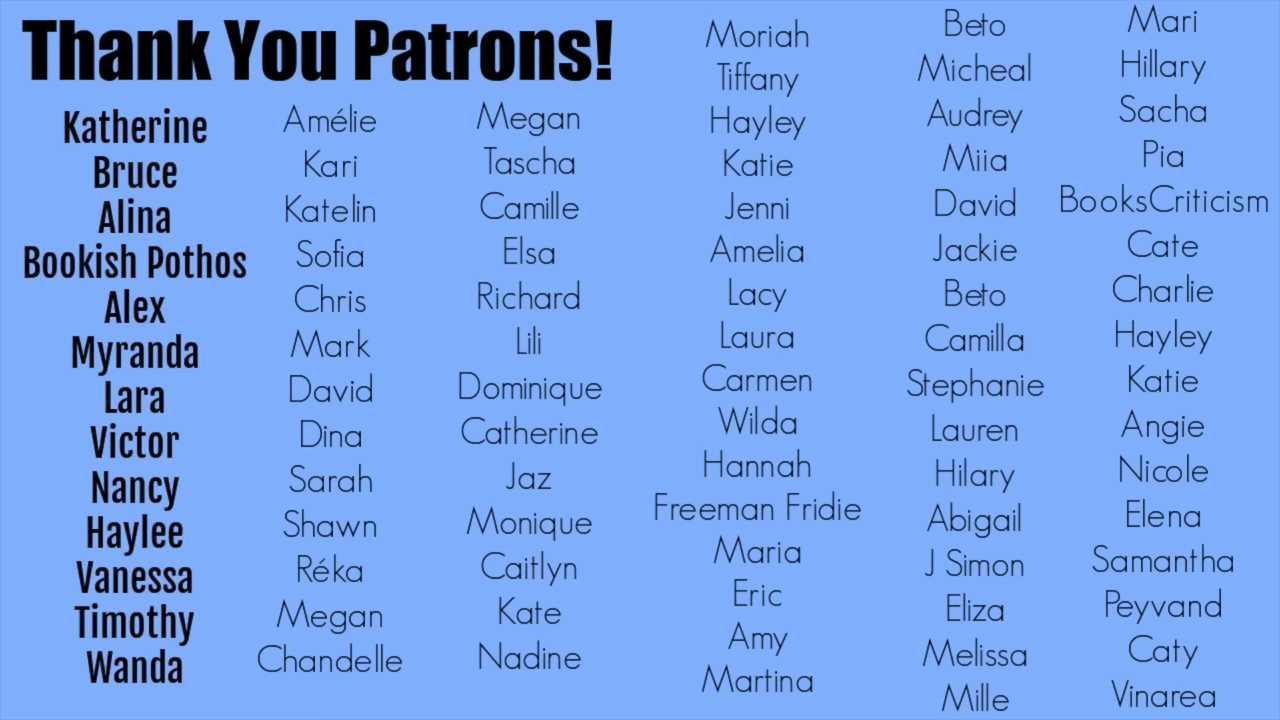 Thank You Patrons!
Katherine
Bruce
Alina
Bookish Pothos
Alex
Myranda
Lara
Victor
Nancy
Haylee
Vanessa
Timothy
Wanda
Amélie
Kari
Katelin
Sofia
Chris
Mark
David
Dina
Sarah
Shawn
Réka
Megan
Chandelle
Megan
Tascha
Camille
Elsa
Richard
Lili
Dominique
Catherine
Jaz
Monique
Caitlyn
Kate
Nadine
Moriah
Tiffany
Hayley
Katie
Jenni
Amelia
Lacy
Laura
Carmen
Wilda
Hannah
Freeman Fridie
Maria
Eric
Amy
Martina
Beto
Micheal
Audrey
Miia
David
Jackie
Beto
Camilla
Stephanie
Lauren
Hilary
Abigail
J Simon
Eliza
Melissa
Mille
Mari
Hillary
Sacha
Pia
BooksCriticism
Cate
Charlie
Hayley
Katie
Angie
Nicole
Elena
Samantha
Peyvand
Caty
Vinarea